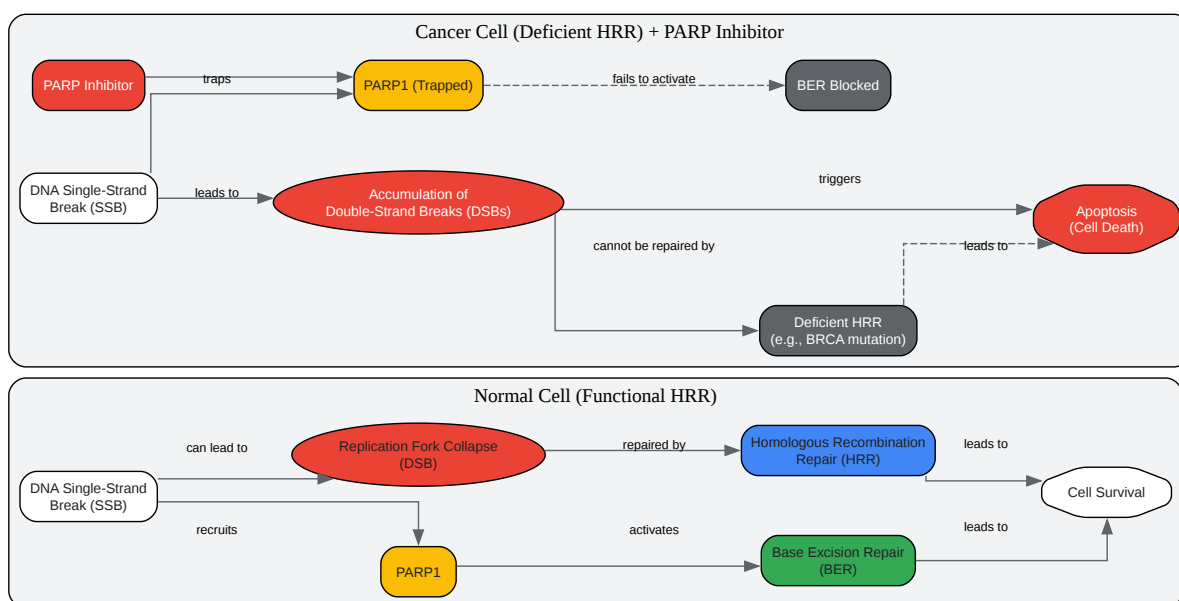 Cancer Cell (Deficient HRR) + PARP Inhibitor
PARP Inhibitor
traps
PARP1 (Trapped)
fails to activate
BER Blocked
DNA Single-Strand
Break (SSB)
leads to
Accumulation of
Double-Strand Breaks (DSBs)
triggers
Apoptosis
(Cell Death)
cannot be repaired by
leads to
Deficient HRR
(e.g., BRCA mutation)
Normal Cell (Functional HRR)
can lead to
Replication Fork Collapse
(DSB)
repaired by
Homologous Recombination
Repair (HRR)
leads to
DNA Single-Strand
Break (SSB)
Cell Survival
recruits
PARP1
activates
Base Excision Repair
(BER)
leads to